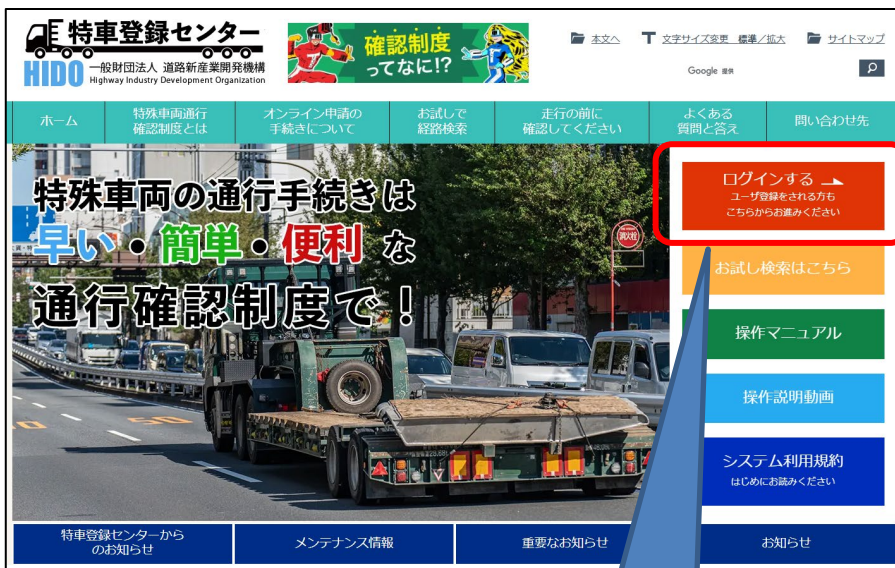 特車登録センター
HIDO 一般財団法人 道路新産業開発機構
Highway Industry Development Organization
確認制度
ってなに!?
本文へ
文字サイズ変更 標準/拡大
サイトマップ
Google 提供
ホーム
特殊車両通行
確認制度とは
オンライン申請の
手続きについて
お試しで
経路検索
走行の前に
確認してください
よくある
質問と答え
問い合わせ先
特殊車両の通行手続きは
早い・簡単・便利 な
通行確認制度で!
消火栓
ログインする
ユーザ登録をされる方も
こちらからお進みください
お試し検索はこちら
操作マニュアル
操作説明動画
システム利用規約
はじめにお読みください
特車登録センターから
のお知らせ
メンテナンス情報
重要なお知らせ
お知らせ